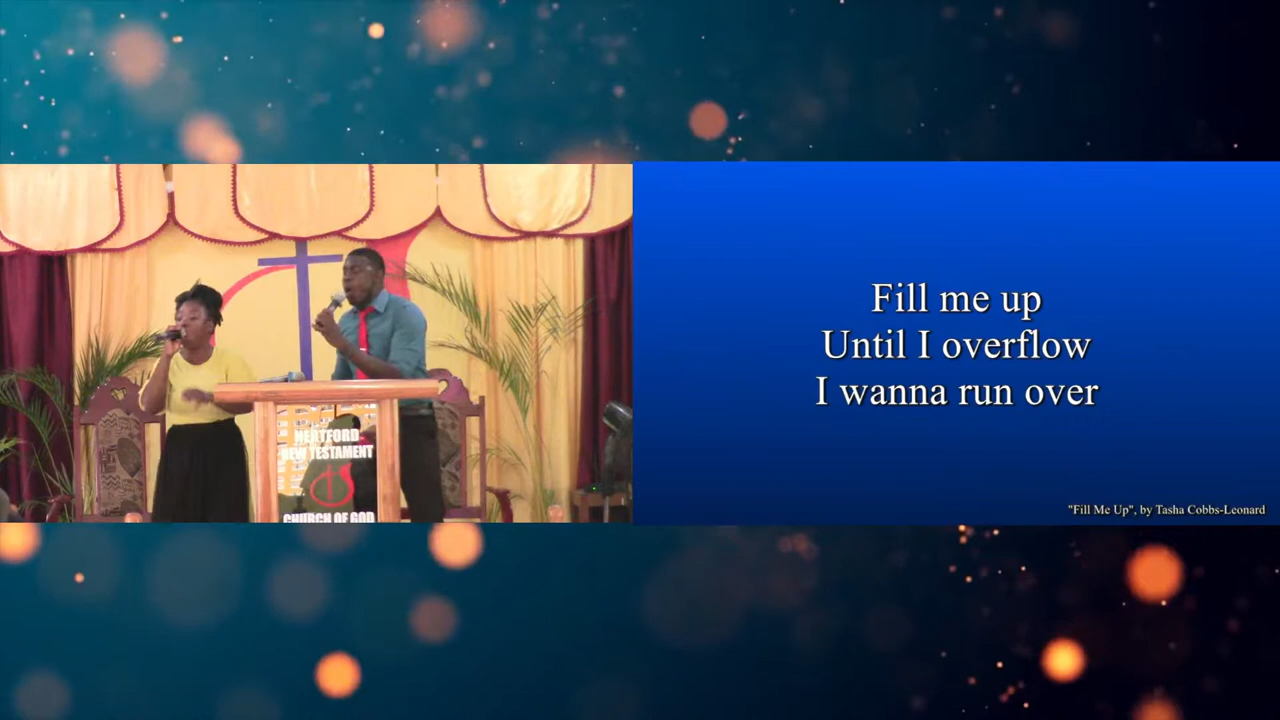 HERTFORD
NEW TESTAMENT
CHURCH OF GOD
Fill me up
Until I overflow
I wanna run over
"Fill Me Up", by Tasha Cobbs-Leonard